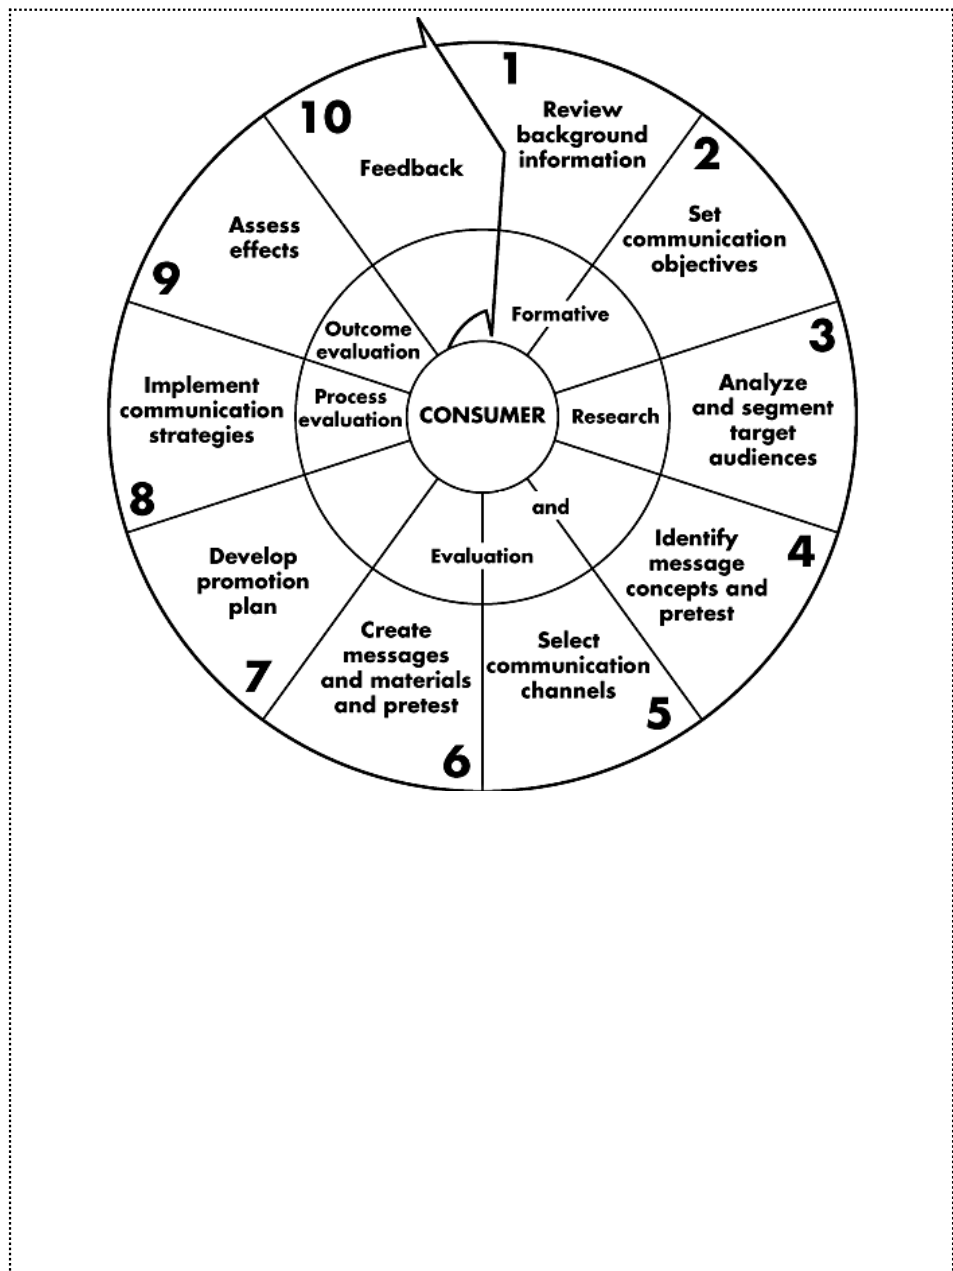 1
Review
background
information
2
Set
communication
objectives
3
Analyze
and segment
target
audiences
4
Identify
message
concepts and
pretest
5
Select
communication
channels
6
Create
messages
and materials
and pretest
7
Develop
promotion
plan
8
Implement
communication
strategies
9
Assess
effects
10
Feedback
Formative
Research
and
Evaluation
Process
evaluation
Outcome
evaluation
CONSUMER